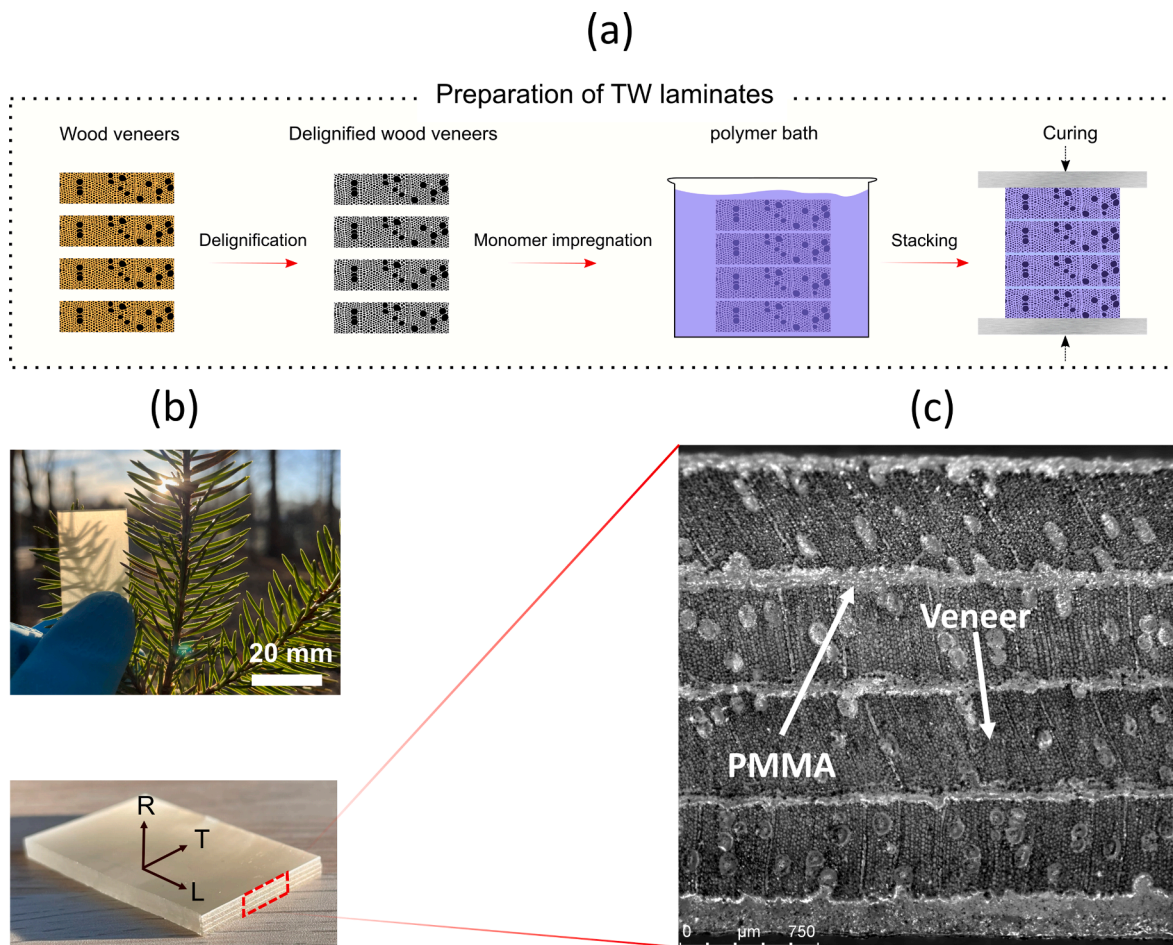 (a)
Preparation of TW laminates
Wood veneers
Delignified wood veneers
polymer bath
Curing
Delignification
Monomer impregnation
Stacking
(b)
(c)
20 mm
R
T
L
Veneer
PMMA
0 µm 750